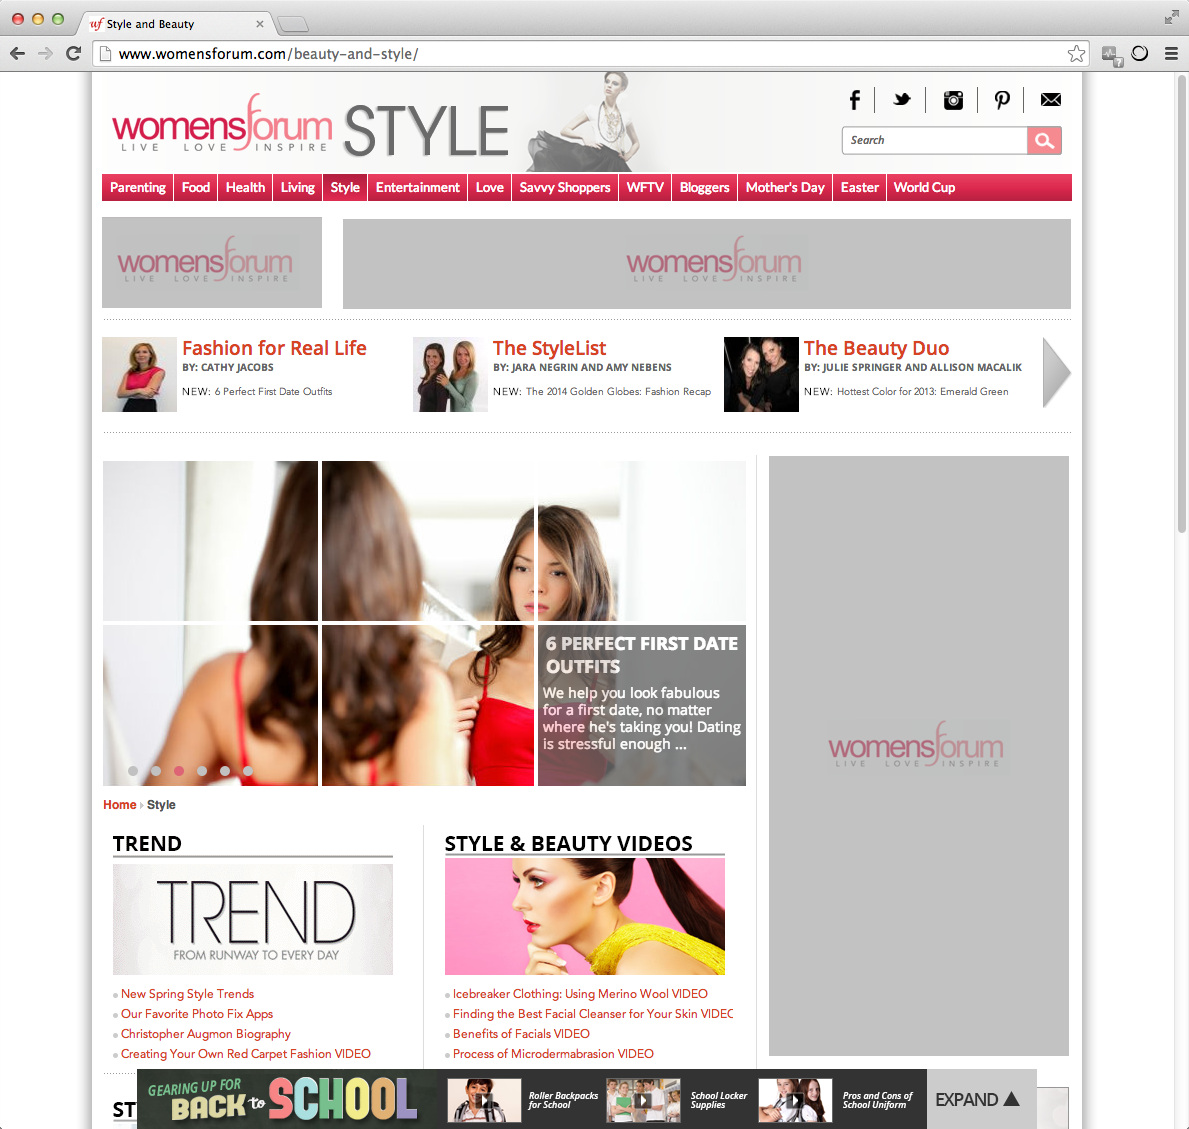 uf Style and Beauty
www.womensforum.com/beauty-and-style/
womensforum STYLE
LIVE LOVE INSPIRE
Search
Parenting Food Health Living Style Entertainment Love Savvy Shoppers WFTV Bloggers Mother's Day Easter World Cup
womensforum
LIVE LOVE INSPIRE
womensforum
LIVE LOVE INSPIRE
Fashion for Real Life
BY: CATHY JACOBS
NEW: 6 Perfect First Date Outfits
The StyleList
BY: JARA NEGRIN AND AMY NEBENS
NEW: The 2014 Golden Globes: Fashion Recap
The Beauty Duo
BY: JULIE SPRINGER AND ALLISON MACALIK
NEW: Hottest Color for 2013: Emerald Green
6 PERFECT FIRST DATE
OUTFITS
We help you look fabulous
for a first date, no matter
where he's taking you! Dating
is stressful enough ...
womensforum
LIVE LOVE INSPIRE
Home Style
TREND
TREND
FROM RUNWAY TO EVERY DAY
New Spring Style Trends
Our Favorite Photo Fix Apps
Christopher Augmon Biography
Creating Your Own Red Carpet Fashion VIDEO
STYLE & BEAUTY VIDEOS
Icebreaker Clothing: Using Merino Wool VIDEO
Finding the Best Facial Cleanser for Your Skin VIDEC
Benefits of Facials VIDEO
Process of Microdermabrasion VIDEO
ST
GEARING UP FOR
BACK to SCHOOL
Roller Backpacks
for School
School Locker
Supplies
Pros and Cons of
School Uniform
EXPAND